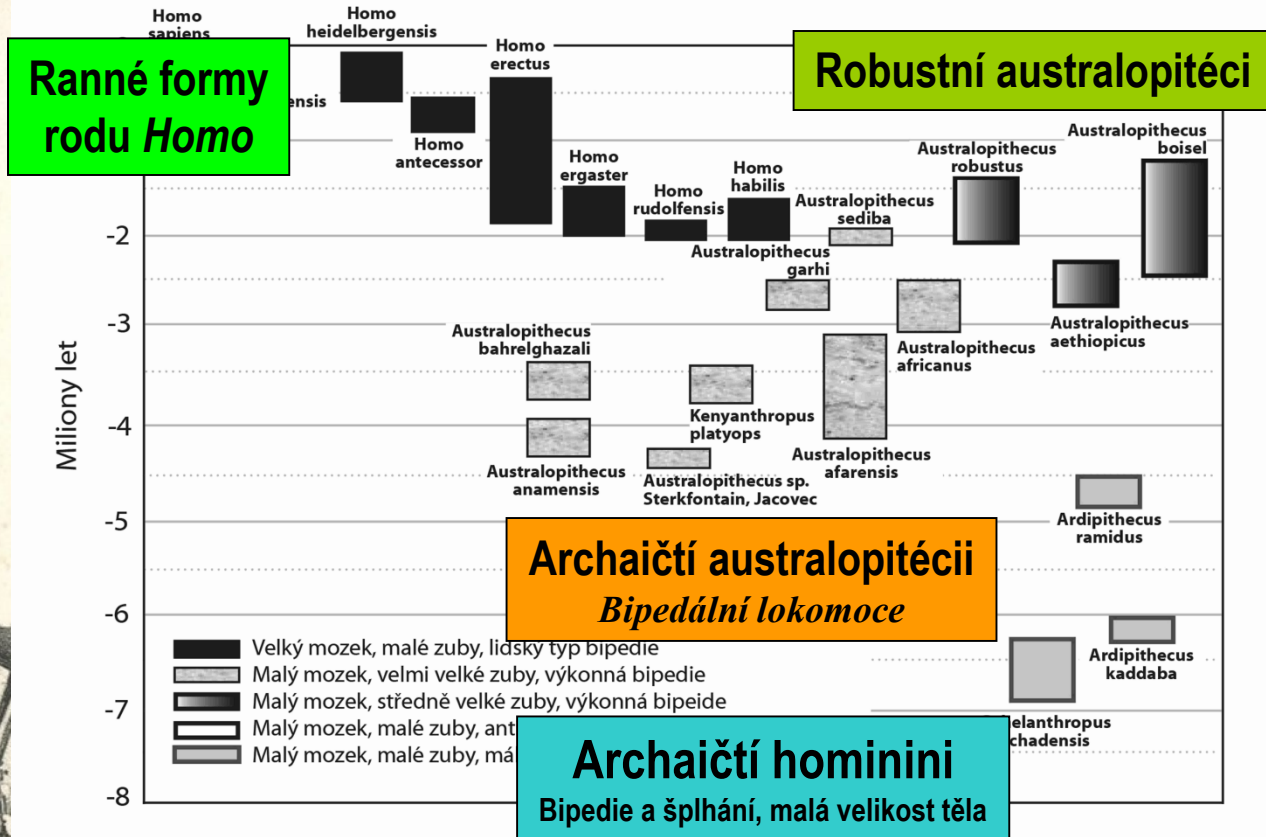 Homo
sapiens
Homo
heidelbergensis
Homo
erectus
Ranné formy
rodu Homo
Robustní australopitéci
ensis
Homo
antecessor
Homo
ergaster
Homo
rudolfensis
Homo
habilis
Australopithecus
sediba
Australopithecus
robustus
Australopithecus
boisel
Australopithecus
garhi
Australopithecus
bahrelghazali
Kenyanthropus
platyops
Australopithecus
africanus
Australopithecus
aethiopicus
Australopithecus
anamensis
Australopithecus sp.
Sterkfontain, Jacovec
Australopithecus
afarensis
Ardipithecus
ramidus
Archaičtí australopitécii
Bipedální lokomoce
Ardipithecus
kaddaba
elanthropus
chadensis
Archaičtí hominini
Bipedie a šplhání, malá velikost těla
Velký mozek, malé zuby, lidský typ bipedie
Malý mozek, velmi velké zuby, výkonná bipedie
Malý mozek, středně velké zuby, výkonná bipeide
Malý mozek, malé zuby, ant
Malý mozek, malé zuby, má
Miliony let
-2
-3
-4
-5
-6
-7
-8